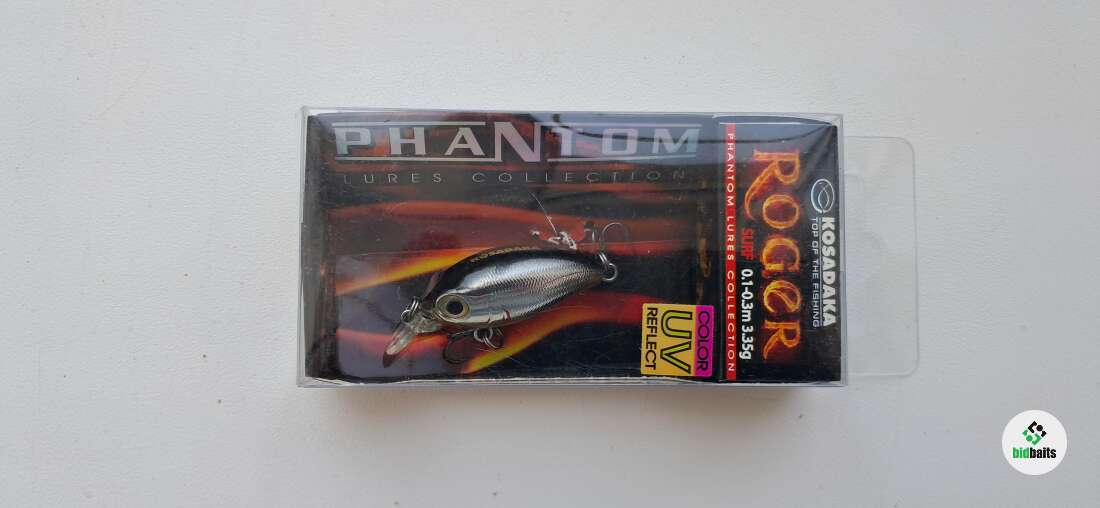 PHANTOM
LURES COLLECTION
KOSADAKA
COLOR
UV
REFLECT
KOSADAKA
TOP OF THE FISHING
ROGER
SURF 0.1-0.3m 3.35g
PHANTOM LURES COLLECTION
bidbaits